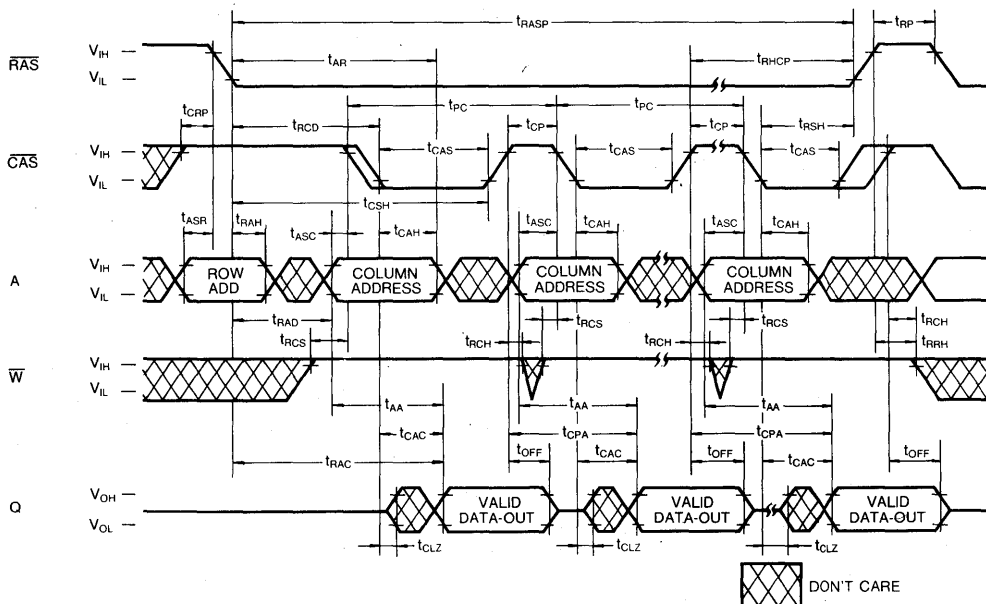 tRASP
tRP
VIH
tAR
tRHCP
RAS
VIL
tPC
tPC
tCRP
tRCD
tCP
tCP
tRSH
VIH
tCAS
tCAS
tCAS
CAS
VIL
tCSH
tASR
tRAH
tASC
tCAH
tASC
tCAH
tASC
tCAH
VIH
A
ROW ADD
COLUMN ADDRESS
COLUMN ADDRESS
COLUMN ADDRESS
VIL
tRAD
tRCS
tRCS
tRCH
tRCS
tRCH
tRCH
tRRH
VIH
W
VIL
tAA
tAA
tAA
tCAC
tCPA
tCPA
tRAC
tOFF
tCAC
tOFF
tCAC
tOFF
VOH
Q
VALID DATA-OUT
VALID DATA-OUT
VALID DATA-OUT
VOL
tCLZ
tCLZ
tCLZ
DON'T CARE